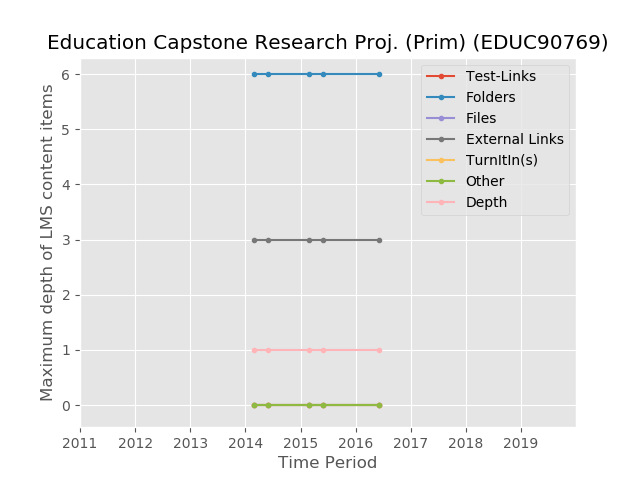 Education Capstone Research Proj. (Prim) (EDUC90769)
Maximum depth of LMS content items
6
5
4
3
2
1
0
Test-Links
Folders
Files
External Links
TurnItIn(s)
Other
Depth
2011 2012 2013 2014 2015 2016 2017 2018 2019
Time Period